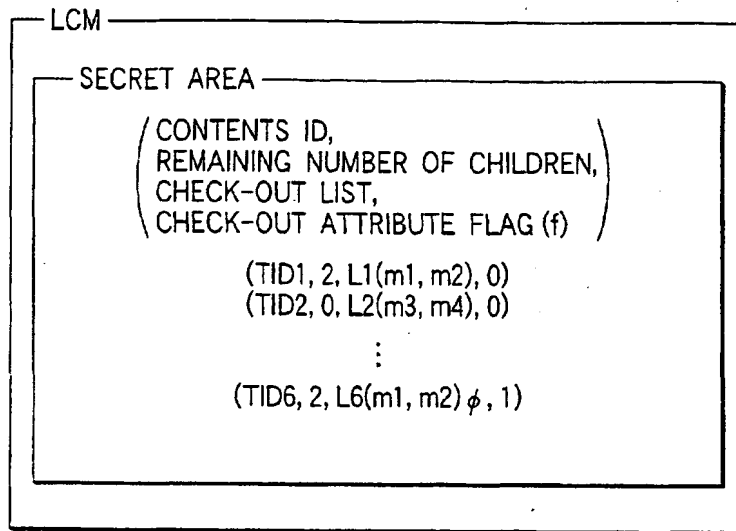 LCM
SECRET AREA
(CONTENTS ID,
REMAINING NUMBER OF CHILDREN,
CHECK-OUT LIST,
CHECK-OUT ATTRIBUTE FLAG (f))
(TID1, 2, L1(m1, m2), 0)
(TID2, 0, L2(m3, m4), 0)
⋮
(TID6, 2, L6(m1, m2)ϕ, 1)